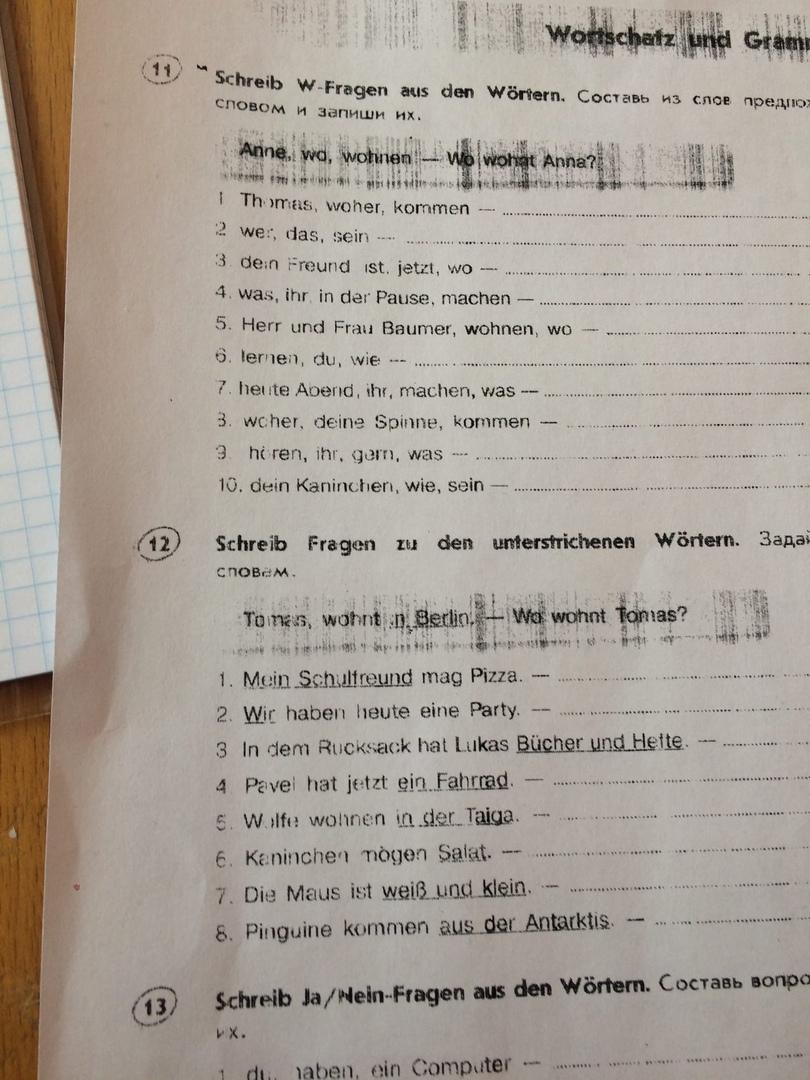 Wortschatz und Gramm
11 Schreib W-Fragen aus den Wörtern. Составь из слов предлож
словом и запиши их.
Anne, wo, wohnen — Wo wohnt Anna?
1 Thomas, woher, kommen — ....................
2 wer, das, sein — ....................
3. dein Freund ist, jetzt, wo — ....................
4. was, ihr, in der Pause, machen — ....................
5. Herr und Frau Baumer, wohnen, wo — ....................
6. lernen, du, wie — ....................
7. heute Abend, ihr, machen, was — ....................
8. woher, deine Spinne, kommen — ....................
9 hören, ihr, gern, was — ....................
10. dein Kaninchen, wie, sein — ....................
12 Schreib Fragen zu den unterstrichenen Wörtern. Задай
словом.
Tomas, wohnt in Berlin. — Wo wohnt Tomas?
1. Mein Schulfreund mag Pizza. — ....................
2. Wir haben heute eine Party. — ....................
3 In dem Rucksack hat Lukas Bücher und Hefte. — ....................
4 Pavel hat jetzt ein Fahrrad. — ....................
5. Wölfe wohnen in der Taiga. — ....................
6. Kaninchen mögen Salat. — ....................
7. Die Maus ist weiß und klein. — ....................
8. Pinguine kommen aus der Antarktis. — ....................
13 Schreib Ja/Nein-Fragen aus den Wörtern. Составь вопро
их.
1 du, haben, ein Computer — ....................